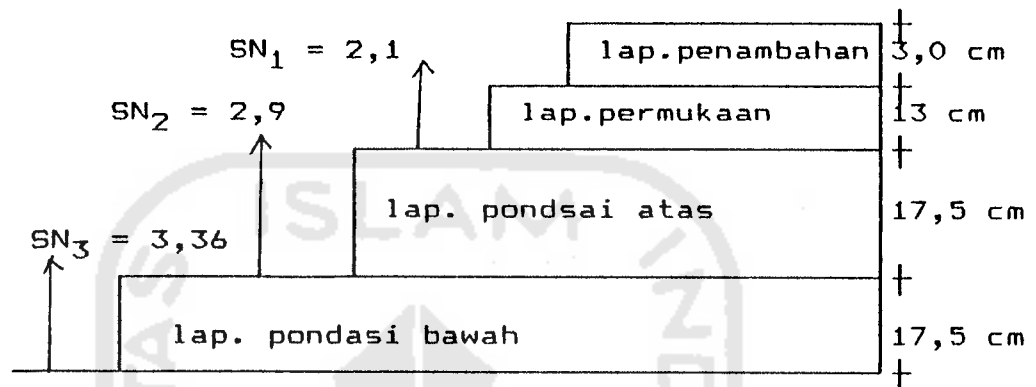 SN1 = 2,1
lap.penambahan 3,0 cm
SN2 = 2,9
lap.permukaan 13 cm
ISLAM
lap. pondsai atas 17,5 cm
SN3 = 3,36
lap. pondasi bawah 17,5 cm